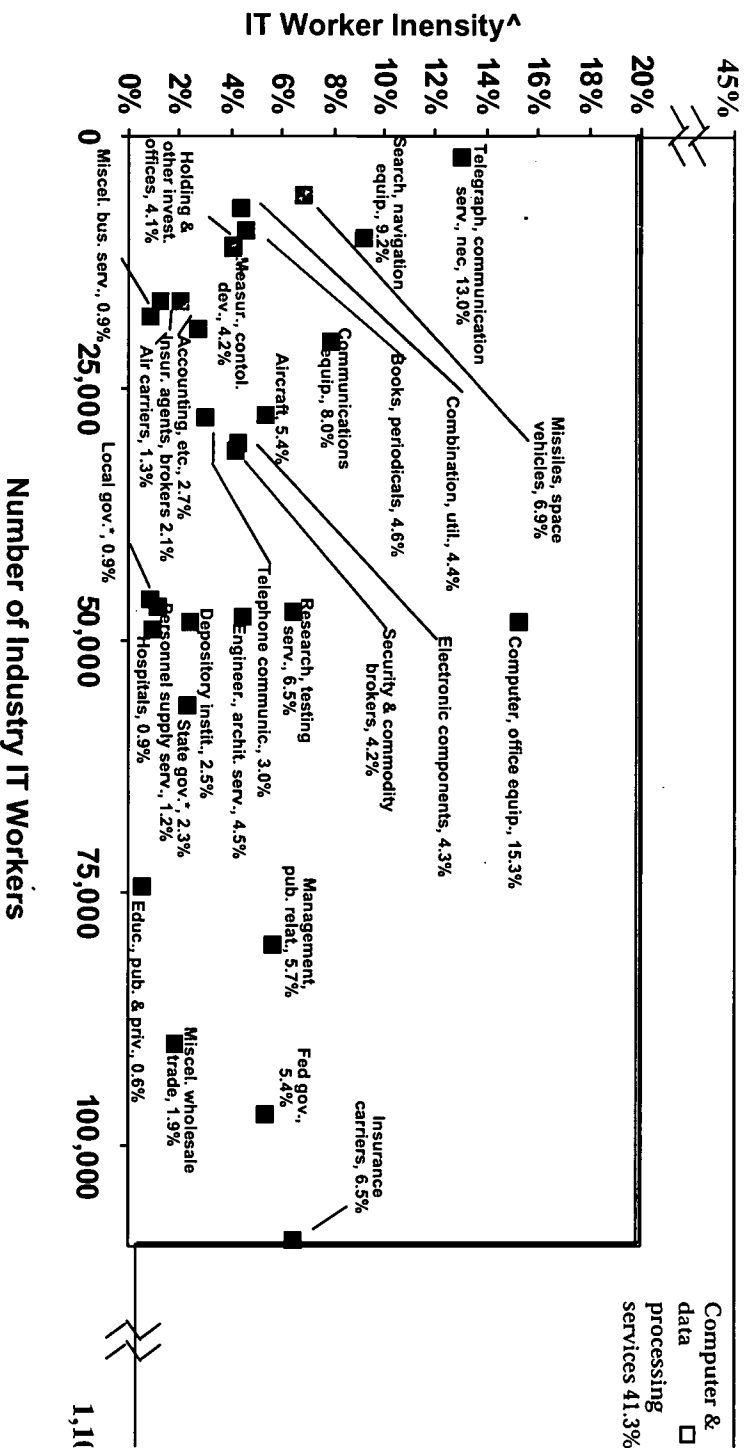 IT Worker Inensity^
45%
20%
16%
14%
12%
10%
8%
6%
4%
2%
0%
0
25,000
50,000
75,000
100,000
Number of Industry IT Workers
Computer &
data
processing
services 41.3%
Telegraph, communication
serv., nec, 13.0%
Missiles, space
vehicles, 6.9%
Computer, office equip., 15.3%
Search, navigation
equip., 9.2%
Combination, util., 4.4%
Books, periodicals, 4.6%
Communications
equip., 8.0%
Electronic components, 4.3%
Security & commodity
brokers, 4.2%
Insurance
carriers, 6.5%
Aircraft, 5.4%
Research, testing
serv., 6.5%
Management,
pub. relat., 5.7%
Fed gov.,
5.4%
Measur., contol.
dev., 4.2%
Telephone communic., 3.0%
Engineer., archit. serv., 4.5%
Holding &
other invest.
offices, 4.1%
Accounting, etc., 2.7%
Insur. agents, brokers 2.1%
Air carriers, 1.3%
Depository instit., 2.5%
State gov.*, 2.3%
Personnel supply serv., 1.2%
Hospitals, 0.9%
Miscel. wholesale
trade, 1.9%
Educ., pub. & priv., 0.6%
Miscel. bus. serv., 0.9%
Local gov.*, 0.9%